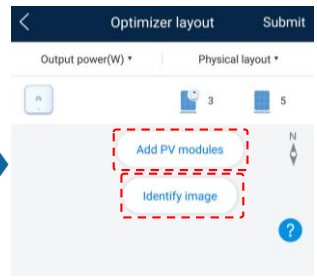 Optimizer layout Submit
Output power(W) Physical layout
3 5
N
Add PV modules
Identify image
?